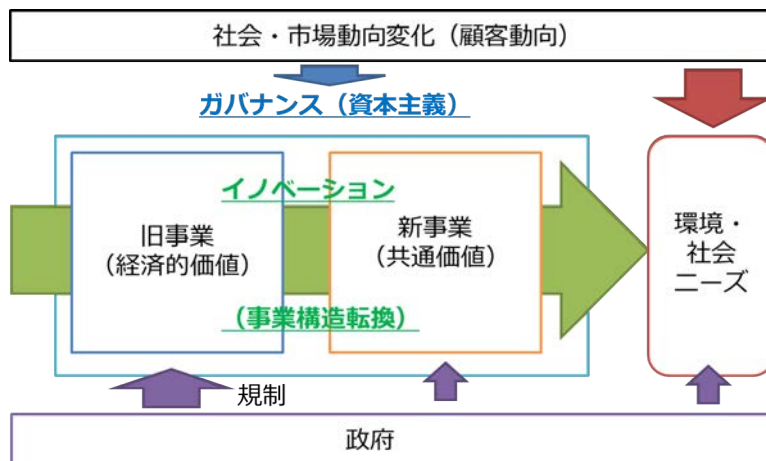 社会・市場動向変化（顧客動向）
ガバナンス（資本主義）
イノベーション
旧事業
（経済的価値）
新事業
（共通価値）
環境・
社会
ニーズ
（事業構造転換）
規制
政府